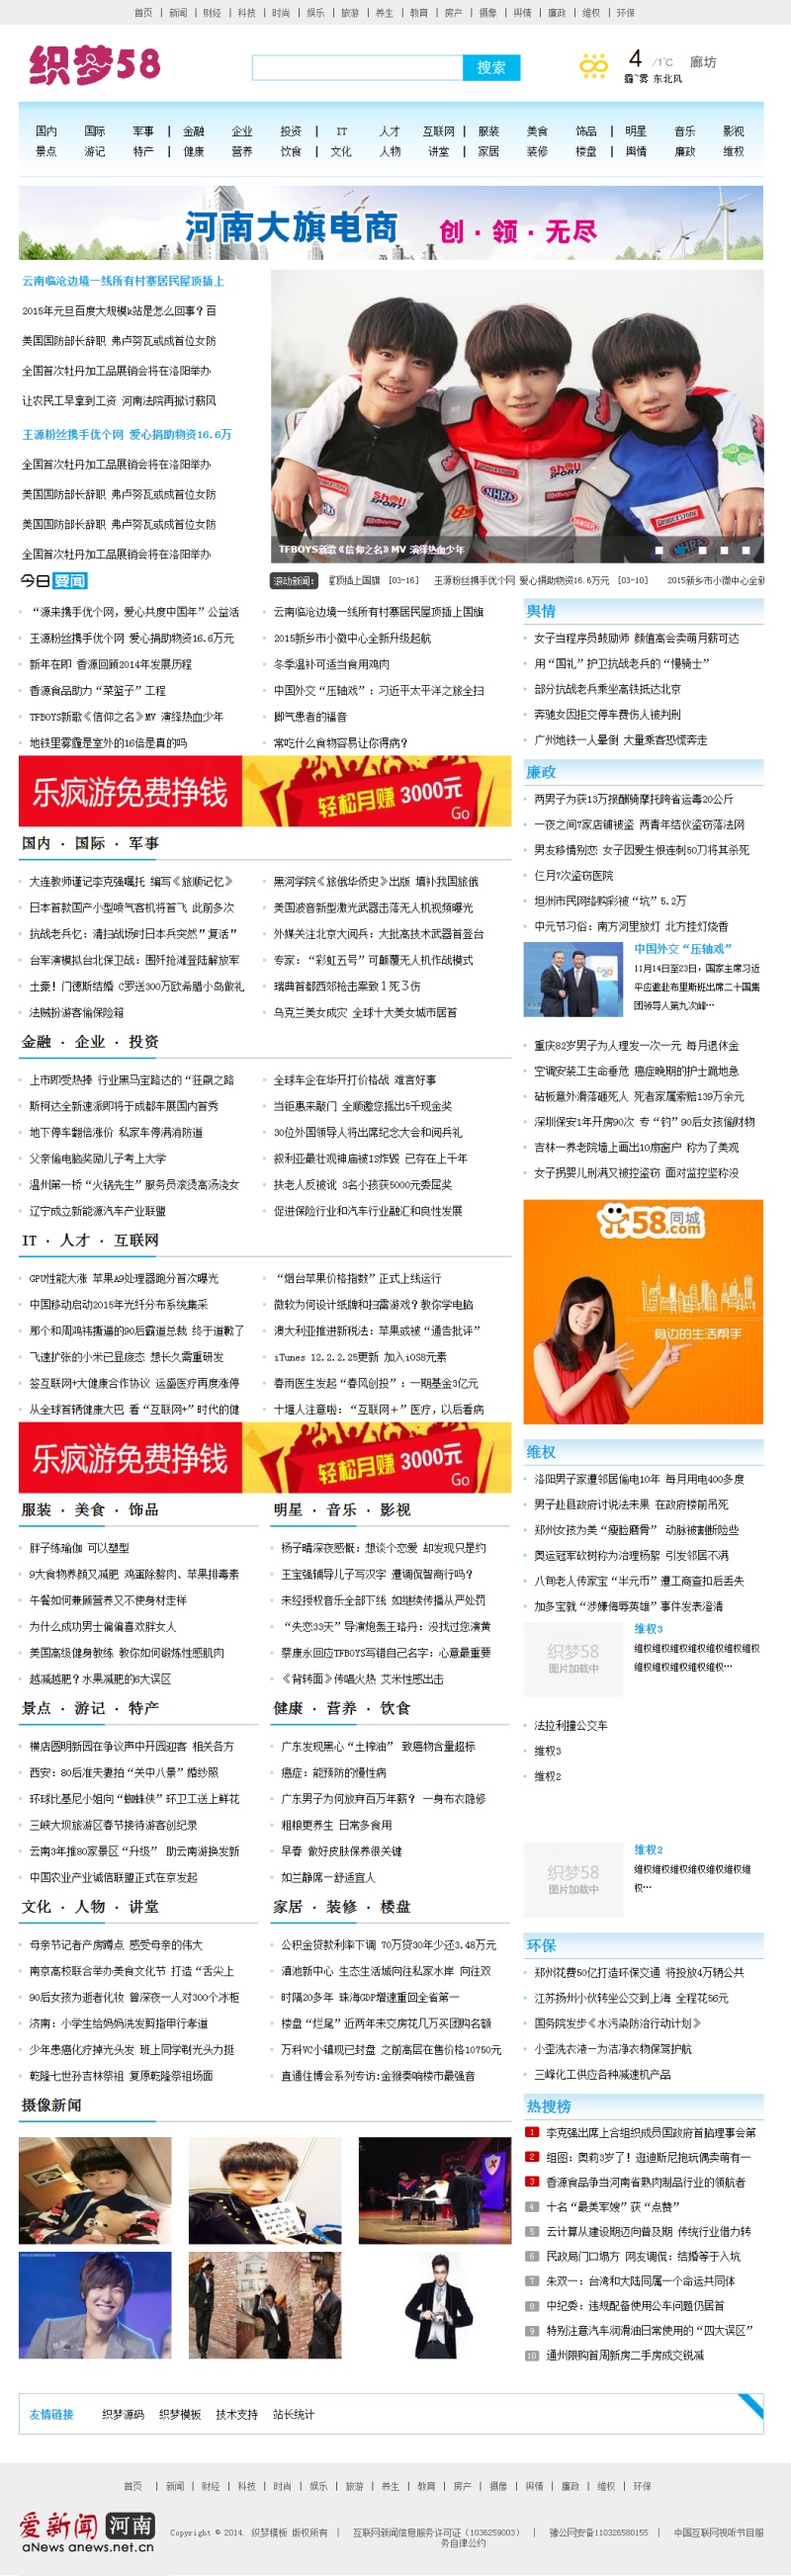 首页 | 新闻 | 财经 | 科技 | 时尚 | 娱乐 | 旅游 | 养生 | 教育 | 房产 | 摄像 | 舆情 | 廉政 | 维权 | 环保
织梦58
搜索
4 /1℃ 廊坊
霾~雾 东北风
国内 国际 军事 | 金融 企业 投资 | IT 人才 互联网 | 服装 美食 饰品 | 明星 音乐 影视
景点 游记 特产 | 健康 营养 饮食 | 文化 人物 讲堂 | 家居 装修 楼盘 | 舆情 廉政 维权
河南大旗电商 创·领·无尽
云南临沧边境一线所有村寨居民屋顶插上
2015年元旦百度大规模k站是怎么回事？百
美国国防部长辞职 弗卢努瓦或成首位女防
全国首次牡丹加工品展销会将在洛阳举办
让农民工早拿到工资 河南法院再掀讨薪风
王源粉丝携手优个网 爱心捐助物资16.6万
全国首次牡丹加工品展销会将在洛阳举办
美国国防部长辞职 弗卢努瓦或成首位女防
美国国防部长辞职 弗卢努瓦或成首位女防
全国首次牡丹加工品展销会将在洛阳举办
TFBOYS新歌《信仰之名》MV 演绎热血少年
今日要闻
滚动新闻: 屋顶插上国旗 [03-16] 王源粉丝携手优个网 爱心捐助物资16.6万元 [03-10] 2015新乡市小微中心全新
“源来携手优个网，爱心共度中国年”公益活
王源粉丝携手优个网 爱心捐助物资16.6万元
新年在即 香源回顾2014年发展历程
香源食品助力“菜篮子”工程
TFBOYS新歌《信仰之名》MV 演绎热血少年
地铁里雾霾是室外的16倍是真的吗
云南临沧边境一线所有村寨居民屋顶插上国旗
2015新乡市小微中心全新升级起航
冬季温补可适当食用鸡肉
中国外交“压轴戏”：习近平太平洋之旅全扫
脚气患者的福音
常吃什么食物容易让你得病？
乐疯游免费挣钱 轻松月赚3000元 Go
国内 · 国际 · 军事
大连教师谨记李克强嘱托 编写《旅顺记忆》
日本首款国产小型喷气客机将首飞 此前多次
抗战老兵忆：清扫战场时日本兵突然”复活”
台军演模拟台北保卫战：围歼抢滩登陆解放军
土豪！门德斯结婚 C罗送300万欧希腊小岛做礼
法贼扮游客偷保险箱
黑河学院《旅俄华侨史》出版 填补我国旅俄
美国波音新型激光武器击落无人机视频曝光
外媒关注北京大阅兵：大批高技术武器首登台
专家：“彩虹五号”可颠覆无人机作战模式
瑞典首都西郊枪击案致１死３伤
乌克兰美女成灾 全球十大美女城市居首
金融 · 企业 · 投资
上市即受热捧 行业黑马宝路达的“狂飙之路
斯柯达全新速派即将于成都车展国内首秀
地下停车翻倍涨价 私家车停满消防道
父亲偷电脑奖励儿子考上大学
温州第一桥“火锅先生”服务员滚烫高汤浇女
辽宁成立新能源汽车产业联盟
全球车企在华开打价格战 难言好事
当钜惠来敲门 全顺邀您摇出5千现金奖
30位外国领导人将出席纪念大会和阅兵礼
叙利亚最壮观神庙被IS炸毁 已存在上千年
扶老人反被讹 3名小孩获5000元委屈奖
促进保险行业和汽车行业融汇和良性发展
IT · 人才 · 互联网
GPU性能大涨 苹果A9处理器跑分首次曝光
中国移动启动2015年光纤分布系统集采
那个和周鸿祎撕逼的90后霸道总裁 终于道歉了
飞速扩张的小米已显疲态 想长久需重研发
签互联网+大健康合作协议 运盛医疗再度涨停
从全球首辆健康大巴 看“互联网+”时代的健
“烟台苹果价格指数”正式上线运行
微软为何设计纸牌和扫雷游戏？教你学电脑
澳大利亚推进新税法：苹果或被“通告批评”
iTunes 12.2.2.25更新 加入iOS8元素
春雨医生发起“春风创投”：一期基金3亿元
十堰人注意啦：“互联网＋”医疗，以后看病
乐疯游免费挣钱 轻松月赚3000元 Go
服装 · 美食 · 饰品
胖子练瑜伽 可以塑型
9大食物养颜又减肥 鸡蛋除赘肉、苹果排毒素
午餐如何兼顾营养又不使身材走样
为什么成功男士偏偏喜欢胖女人
美国高级健身教练 教你如何锻炼性感肌肉
越减越肥？水果减肥的6大误区
明星 · 音乐 · 影视
杨子晴深夜感慨：想谈个恋爱 却发现只是约
王宝强辅导儿子写汉字 遭调侃智商行吗？
未经授权音乐全部下线 如继续传播从严处罚
“失恋33天”导演炮轰王珞丹：没找过您演黄
蔡康永回应TFBOYS写错自己名字：心意最重要
《背转面》传唱火热 艾米性感出击
景点 · 游记 · 特产
横店圆明新园在争议声中开园迎客 相关各方
西安：80后准夫妻拍“关中八景”婚纱照
环球比基尼小姐向“蜘蛛侠”环卫工送上鲜花
三峡大坝旅游区春节接待游客创纪录
云南3年推80家景区“升级” 助云南游换发新
中国农业产业诚信联盟正式在京发起
健康 · 营养 · 饮食
广东发现黑心“土榨油” 致癌物含量超标
癌症：能预防的慢性病
广东男子为何放弃百万年薪？ 一身布衣隐修
粗粮更养生 日常多食用
早春 做好皮肤保养很关键
如兰静席－舒适宜人
文化 · 人物 · 讲堂
母亲节记者产房蹲点 感受母亲的伟大
南京高校联合举办美食文化节 打造“舌尖上
90后女孩为逝者化妆 曾深夜一人对300个冰柜
济南：小学生给妈妈洗发剪指甲行孝道
少年患癌化疗掉光头发 班上同学剃光头力挺
乾隆七世孙吉林祭祖 复原乾隆祭祖场面
家居 · 装修 · 楼盘
公积金贷款利率下调 70万贷30年少还3.48万元
滇池新中心 生态生活城向往私家水岸 向往双
时隔20多年 珠海GDP增速重回全省第一
楼盘“烂尾”近两年未交房花几万买团购名额
万科VC小镇现已封盘 之前高层在售价格10750元
直通住博会系列专访:金猴奏响楼市最强音
摄像新闻
舆情
女子当程序员鼓励师 颜值高会卖萌月薪可达
用“国礼”护卫抗战老兵的“慢骑士”
部分抗战老兵乘坐高铁抵达北京
奔驰女因拒交停车费伤人被判刑
广州地铁一人晕倒 大量乘客恐慌奔走
廉政
两男子为获13万报酬骑摩托跨省运毒20公斤
一夜之间7家店铺被盗 两青年结伙盗窃落法网
男友移情别恋 女子因爱生恨连刺50刀将其杀死
仨月7次盗窃医院
坦洲市民网络购彩被“坑”5.2万
中元节习俗：南方河里放灯 北方挂灯烧香
中国外交“压轴戏”
11月14日至23日，国家主席习近
平应邀赴布里斯班出席二十国集
团领导人第九次峰…
重庆82岁男子为人理发一次一元 每月退休金
空调安装工生命垂危 癌症晚期的护士跪地急
砧板意外滑落砸死人 死者家属索赔139万余元
深圳保安1年开房90次 专“钓”90后女孩偷财物
吉林一养老院墙上画出10扇窗户 称为了美观
女子拐婴儿刑满又被控盗窃 面对监控坚称没
58同城
.com
身边的生活帮手
维权
洛阳男子家遭邻居偷电10年 每月用电400多度
男子赴县政府讨说法未果 在政府楼前吊死
郑州女孩为美“瘦脸磨骨” 动脉被割断险些
奥运冠军砍树称为治理杨絮 引发邻居不满
八旬老人传家宝“半元币”遭工商查扣后丢失
加多宝就“涉嫌侮辱英雄”事件发表澄清
织梦58
图片加载中
维权3
维权维权维权维权维权维权维权
维权维权维权维权维权…
法拉利撞公交车
维权3
维权2
织梦58
图片加载中
维权2
维权维权维权维权维权维权维
权…
环保
郑州花费50亿打造环保交通 将投放4万辆公共
江苏扬州小伙转坐公交到上海 全程花56元
国务院发步《水污染防治行动计划》
小歪洗衣液－为洁净衣物保驾护航
三峰化工供应各种减速机产品
热搜榜
1 李克强出席上合组织成员国政府首脑理事会第
2 组图：奥莉3岁了！逛迪斯尼抱玩偶卖萌有一
3 香源食品争当河南省熟肉制品行业的领航者
4 十名“最美军嫂”获“点赞”
5 云计算从建设期迈向普及期 传统行业借力转
6 民政局门口塌方 网友调侃：结婚等于入坑
7 朱双一：台湾和大陆同属一个命运共同体
8 中纪委：违规配备使用公车问题仍居首
9 特别注意汽车润滑油日常使用的“四大误区”
10 通州限购首周新房二手房成交锐减
友情链接 织梦源码 织梦模板 技术支持 站长统计
首页 | 新闻 | 财经 | 科技 | 时尚 | 娱乐 | 旅游 | 养生 | 教育 | 房产 | 摄像 | 舆情 | 廉政 | 维权 | 环保
爱新闻 河南
aNews anews.net.cn
Copyright © 2014. 织梦模板 版权所有 | 互联网新闻信息服务许可证（1036259003） | 豫公网安备110326580155 | 中国互联网视听节目服
务自律公约